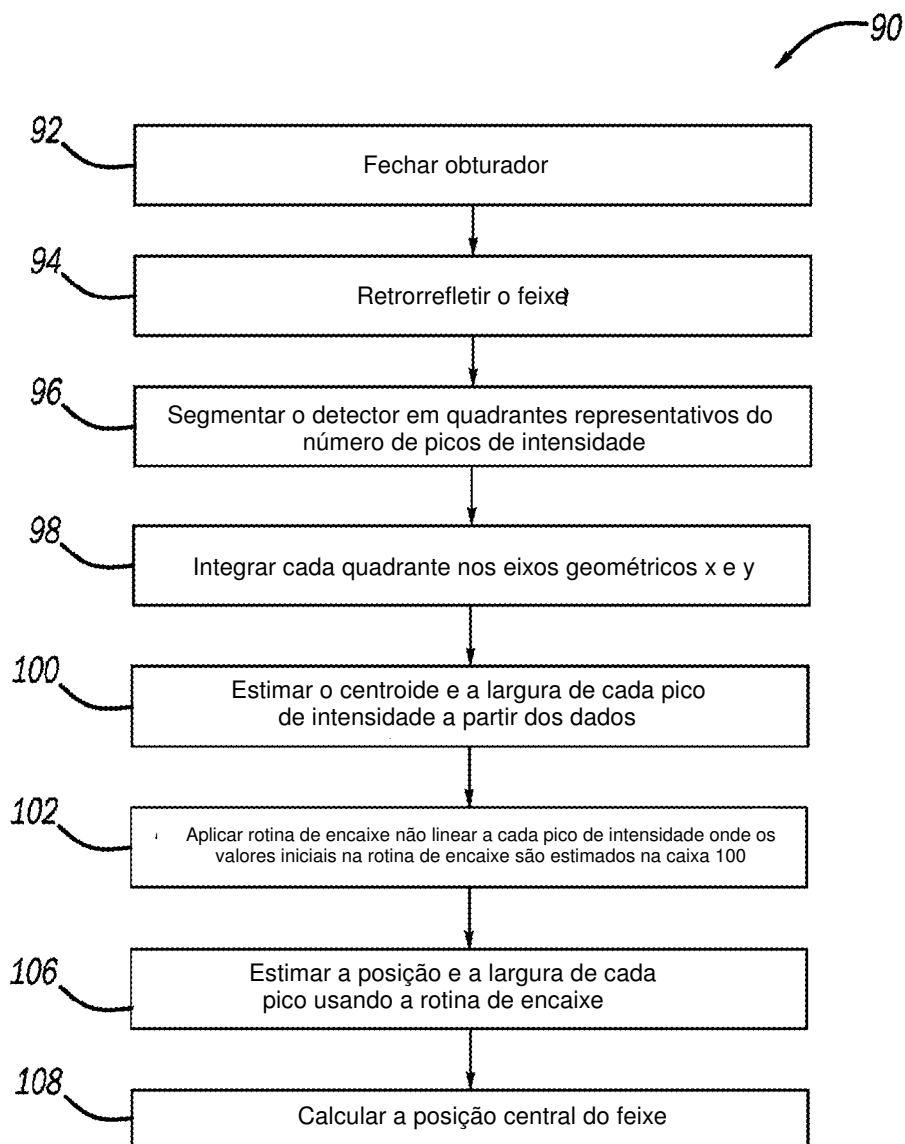 90
92
Fechar obturador
94
Retrorrefletir o feixe
96
Segmentar o detector em quadrantes representativos do
número de picos de intensidade
98
Integrar cada quadrante nos eixos geométricos x e y
100
Estimar o centroide e a largura de cada pico
de intensidade a partir dos dados
102
Aplicar rotina de encaixe não linear a cada pico de intensidade onde os
valores iniciais na rotina de encaixe são estimados na caixa 100
106
Estimar a posição e a largura de cada
pico usando a rotina de encaixe
108
Calcular a posição central do feixe